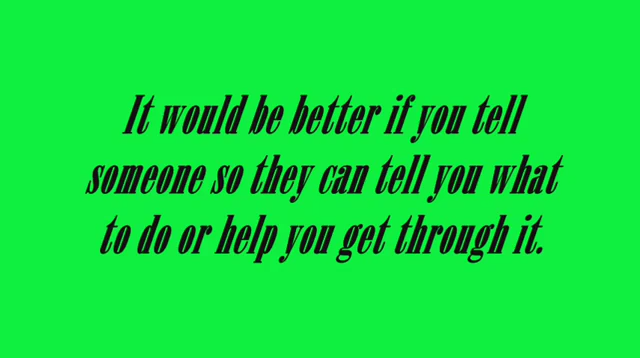 It would be better if you tell
someone so they can tell you what
to do or help you get through it.